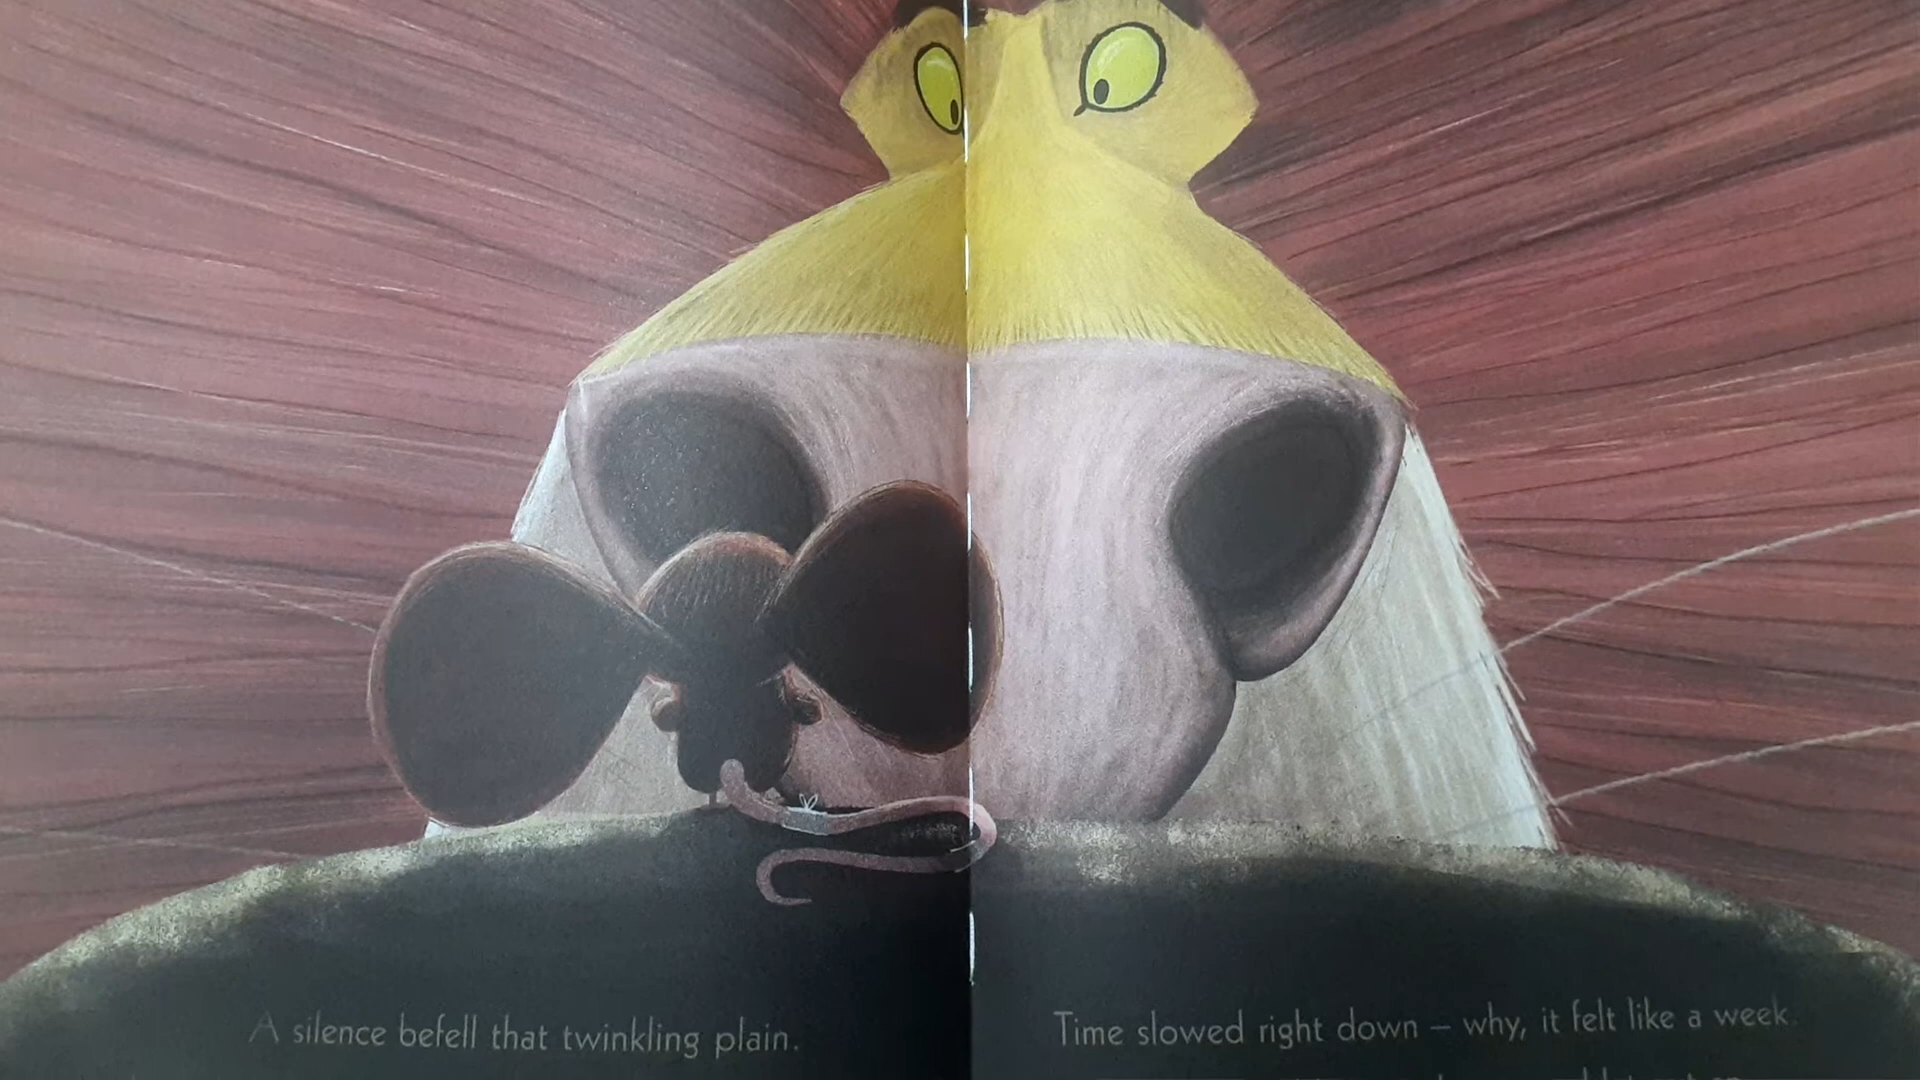 A silence befell that twinkling plain.
Time slowed right down – why, it felt like a week.